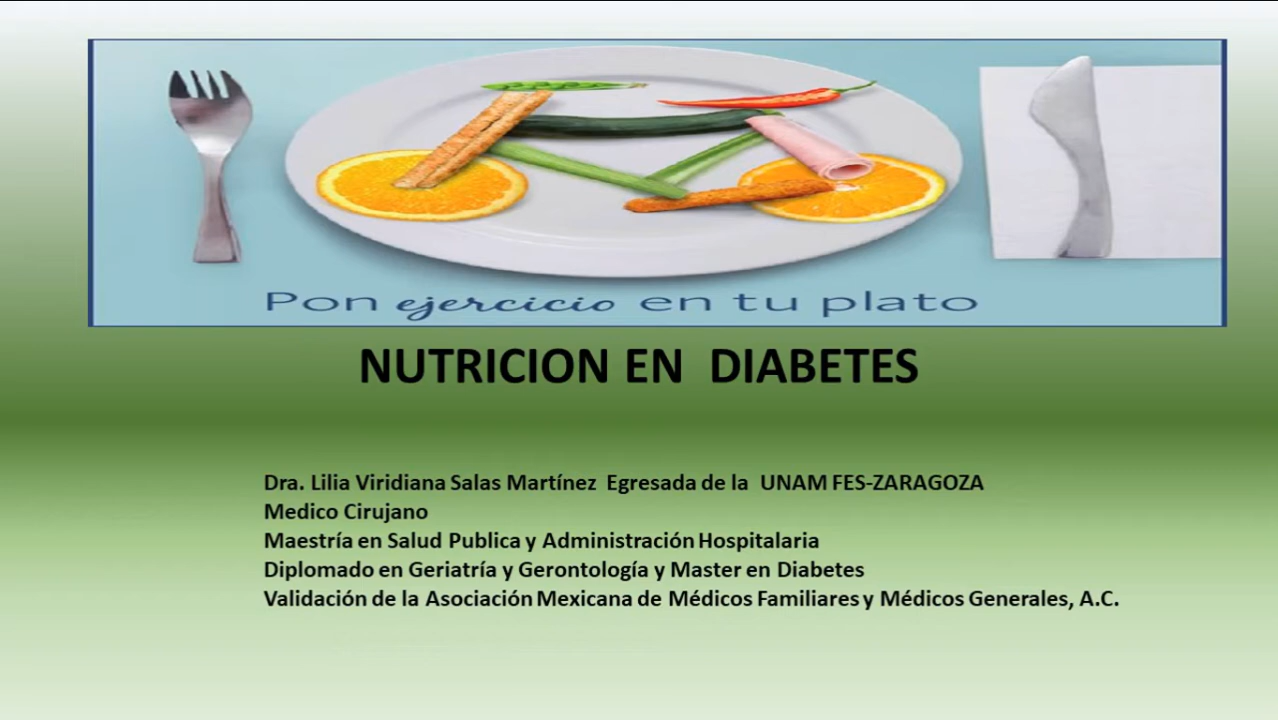 Pon ejercicio en tu plato
NUTRICION EN DIABETES
Dra. Lilia Viridiana Salas Martínez Egresada de la UNAM FES-ZARAGOZA
Medico Cirujano
Maestría en Salud Publica y Administración Hospitalaria
Diplomado en Geriatría y Gerontología y Master en Diabetes
Validación de la Asociación Mexicana de Médicos Familiares y Médicos Generales, A.C.